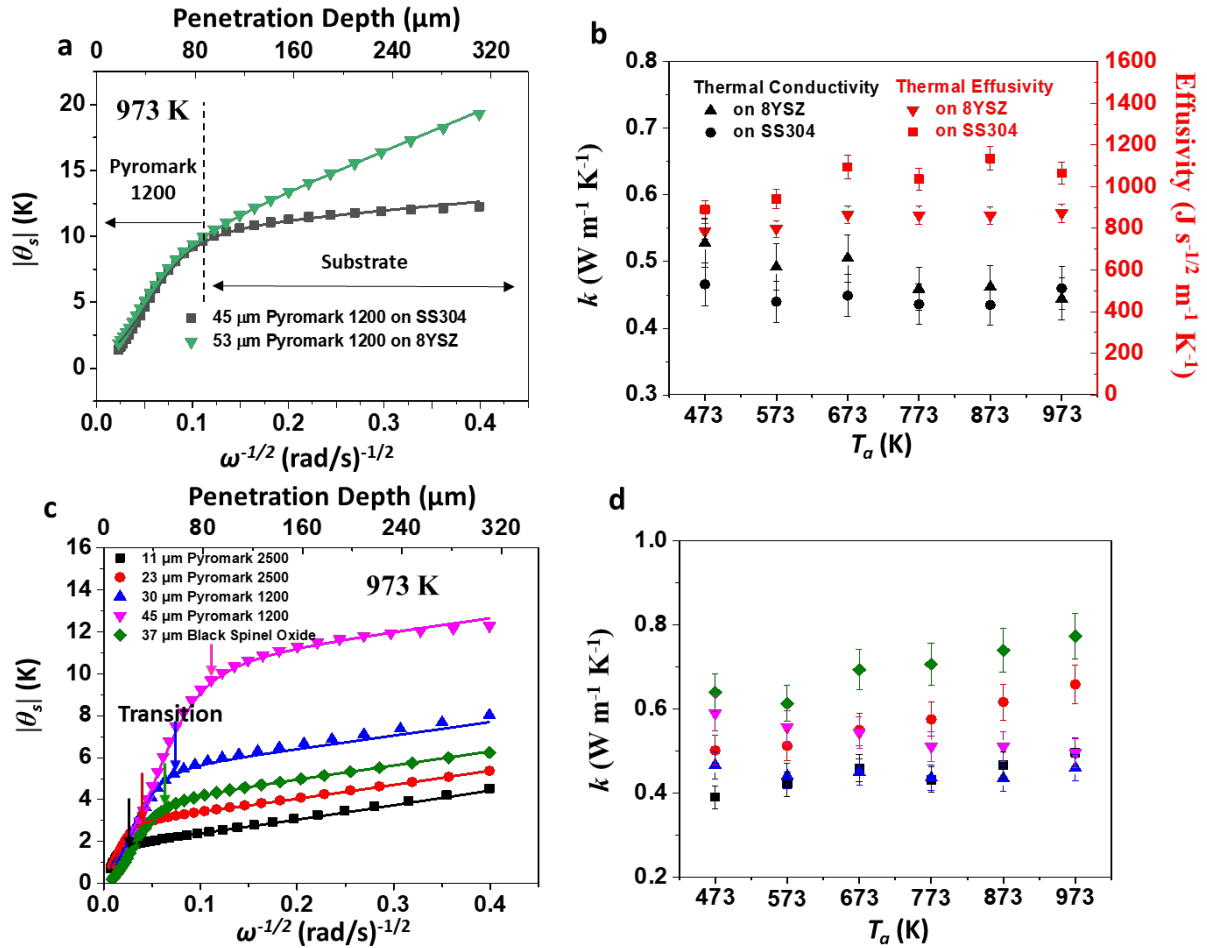 a
Penetration Depth (μm)
0 80 160 240 320
973 K
Pyromark
1200
Substrate
45 μm Pyromark 1200 on SS304
53 μm Pyromark 1200 on 8YSZ
20
15
10
5
0
|θs| (K)
0.0 0.1 0.2 0.3 0.4
ω-1/2 (rad/s)-1/2
b
Thermal Conductivity
on 8YSZ
on SS304
Thermal Effusivity
on 8YSZ
on SS304
0.8
0.7
0.6
0.5
0.4
0.3
k (W m-1 K-1)
1600
1400
1200
1000
800
600
400
200
0
Effusivity (J s-1/2 m-1 K-1)
473 573 673 773 873 973
Ta (K)
c
Penetration Depth (μm)
0 80 160 240 320
11 μm Pyromark 2500
23 μm Pyromark 2500
30 μm Pyromark 1200
45 μm Pyromark 1200
37 μm Black Spinel Oxide
973 K
Transition
16
14
12
10
8
6
4
2
0
|θs| (K)
0.0 0.1 0.2 0.3 0.4
ω-1/2 (rad/s)-1/2
d
1.0
0.8
0.6
0.4
0.2
k (W m-1 K-1)
473 573 673 773 873 973
Ta (K)